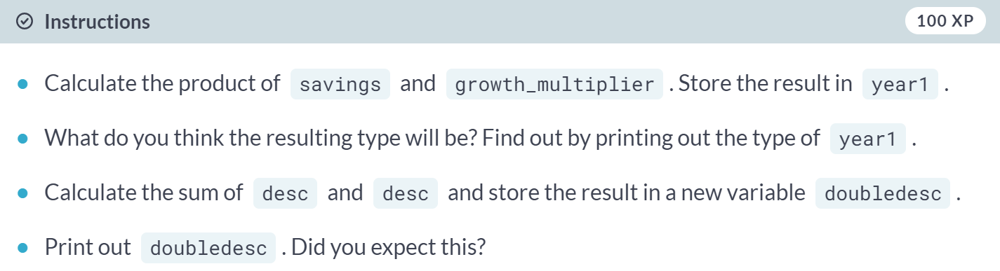 Instructions
100 XP
Calculate the product of savings and growth_multiplier . Store the result in year1 .
What do you think the resulting type will be? Find out by printing out the type of year1 .
Calculate the sum of desc and desc and store the result in a new variable doubledesc .
Print out doubledesc . Did you expect this?